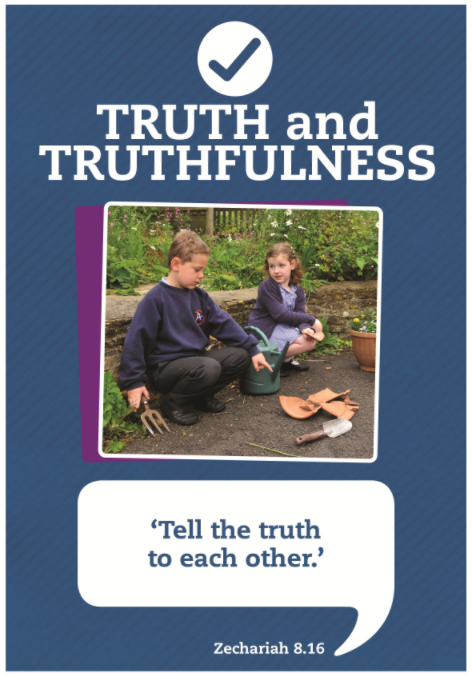 TRUTH and
TRUTHFULNESS
‘Tell the truth
to each other.’
Zechariah 8.16